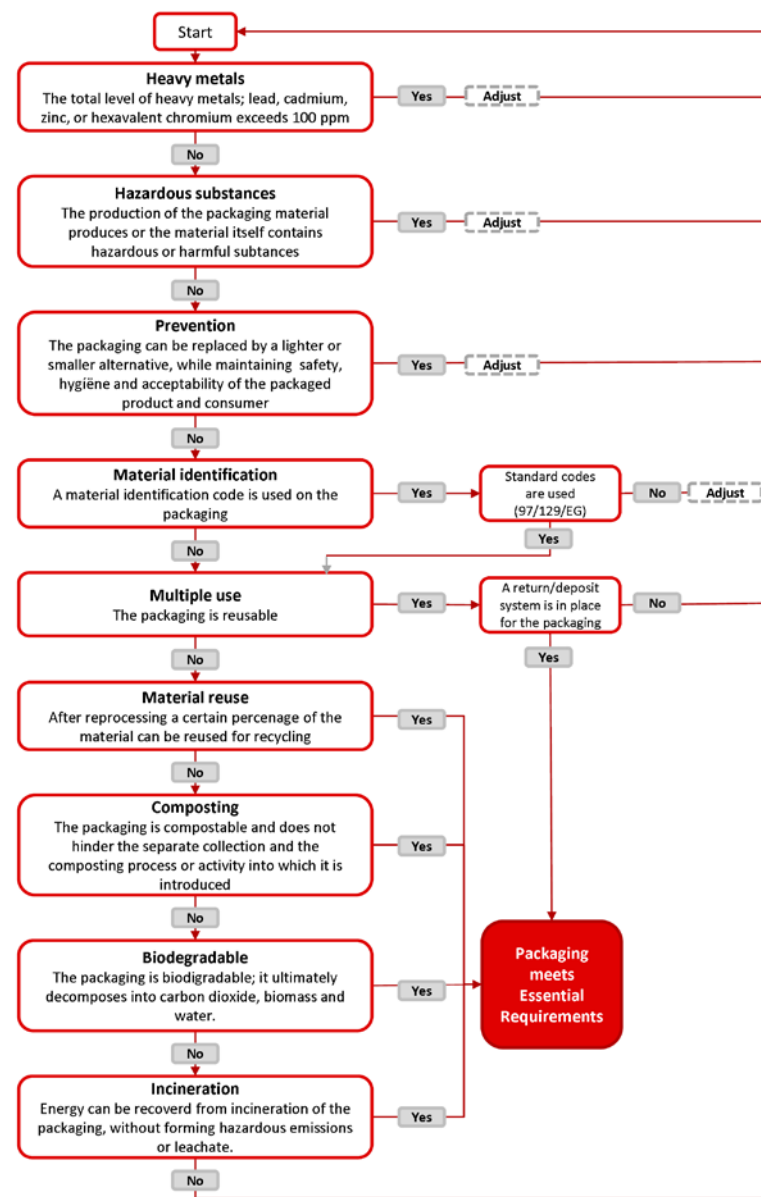 Start
Heavy metals
The total level of heavy metals; lead, cadmium,
zinc, or hexavalent chromium exceeds 100 ppm
Yes
Adjust
No
Hazardous substances
The production of the packaging material
produces or the material itself contains
hazardous or harmful subtances
Yes
Adjust
No
Prevention
The packaging can be replaced by a lighter or
smaller alternative, while maintaining safety,
hygiëne and acceptability of the packaged
product and consumer
Yes
Adjust
No
Material identification
A material identification code is used on the
packaging
Yes
Standard codes
are used
(97/129/EG)
No
Adjust
Yes
No
Multiple use
The packaging is reusable
Yes
A return/deposit
system is in place
for the packaging
No
Yes
No
Material reuse
After reprocessing a certain percenage of the
material can be reused for recycling
Yes
No
Composting
The packaging is compostable and does not
hinder the separate collection and the
composting process or activity into which it is
introduced
Yes
No
Biodegradable
The packaging is biodigradable; it ultimately
decomposes into carbon dioxide, biomass and
water.
Yes
Packaging
meets
Essential
Requirements
No
Incineration
Energy can be recoverd from incineration of the
packaging, without forming hazardous emissions
or leachate.
Yes
No